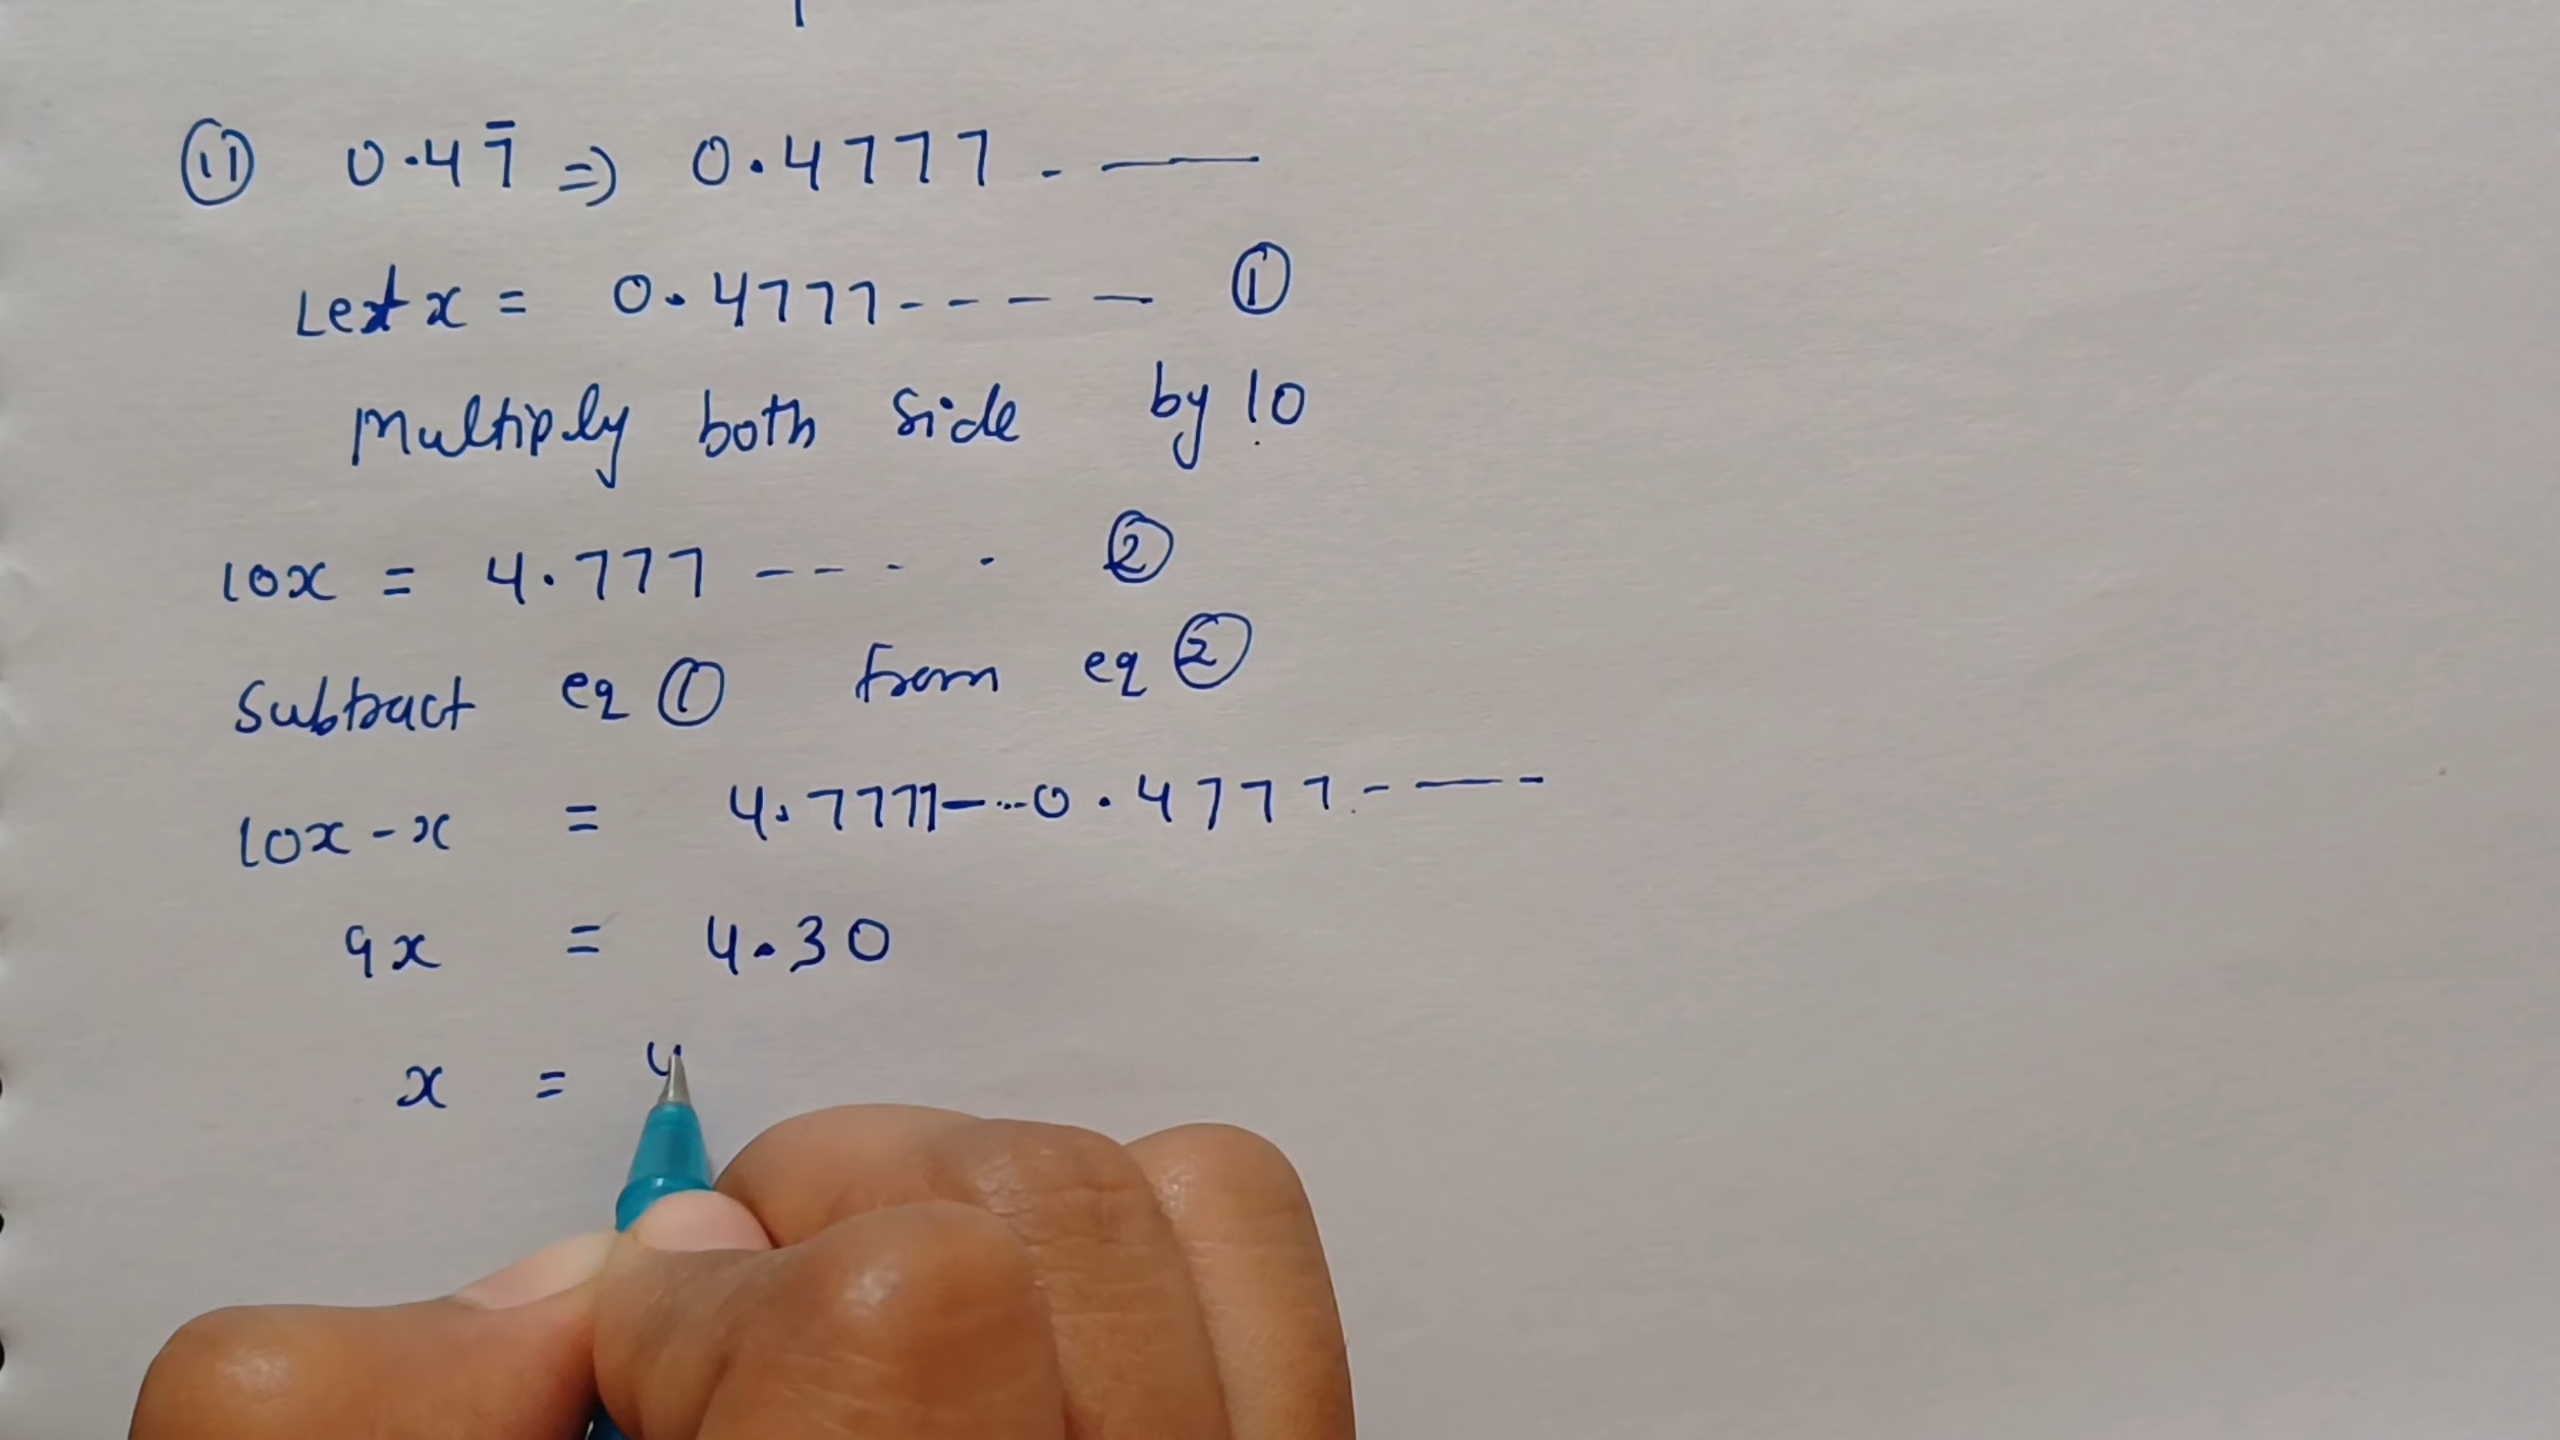 (ii) 0.47̄ ⇒ 0.4777 . —
Let x = 0.4777 - - - - ①
Multiply both side by 10
10x = 4.777 - - - . ②
Subtract eq ① from eq ②
10x - x = 4.7777 - ... 0.4777 - — -
9x = 4.30
x = 4